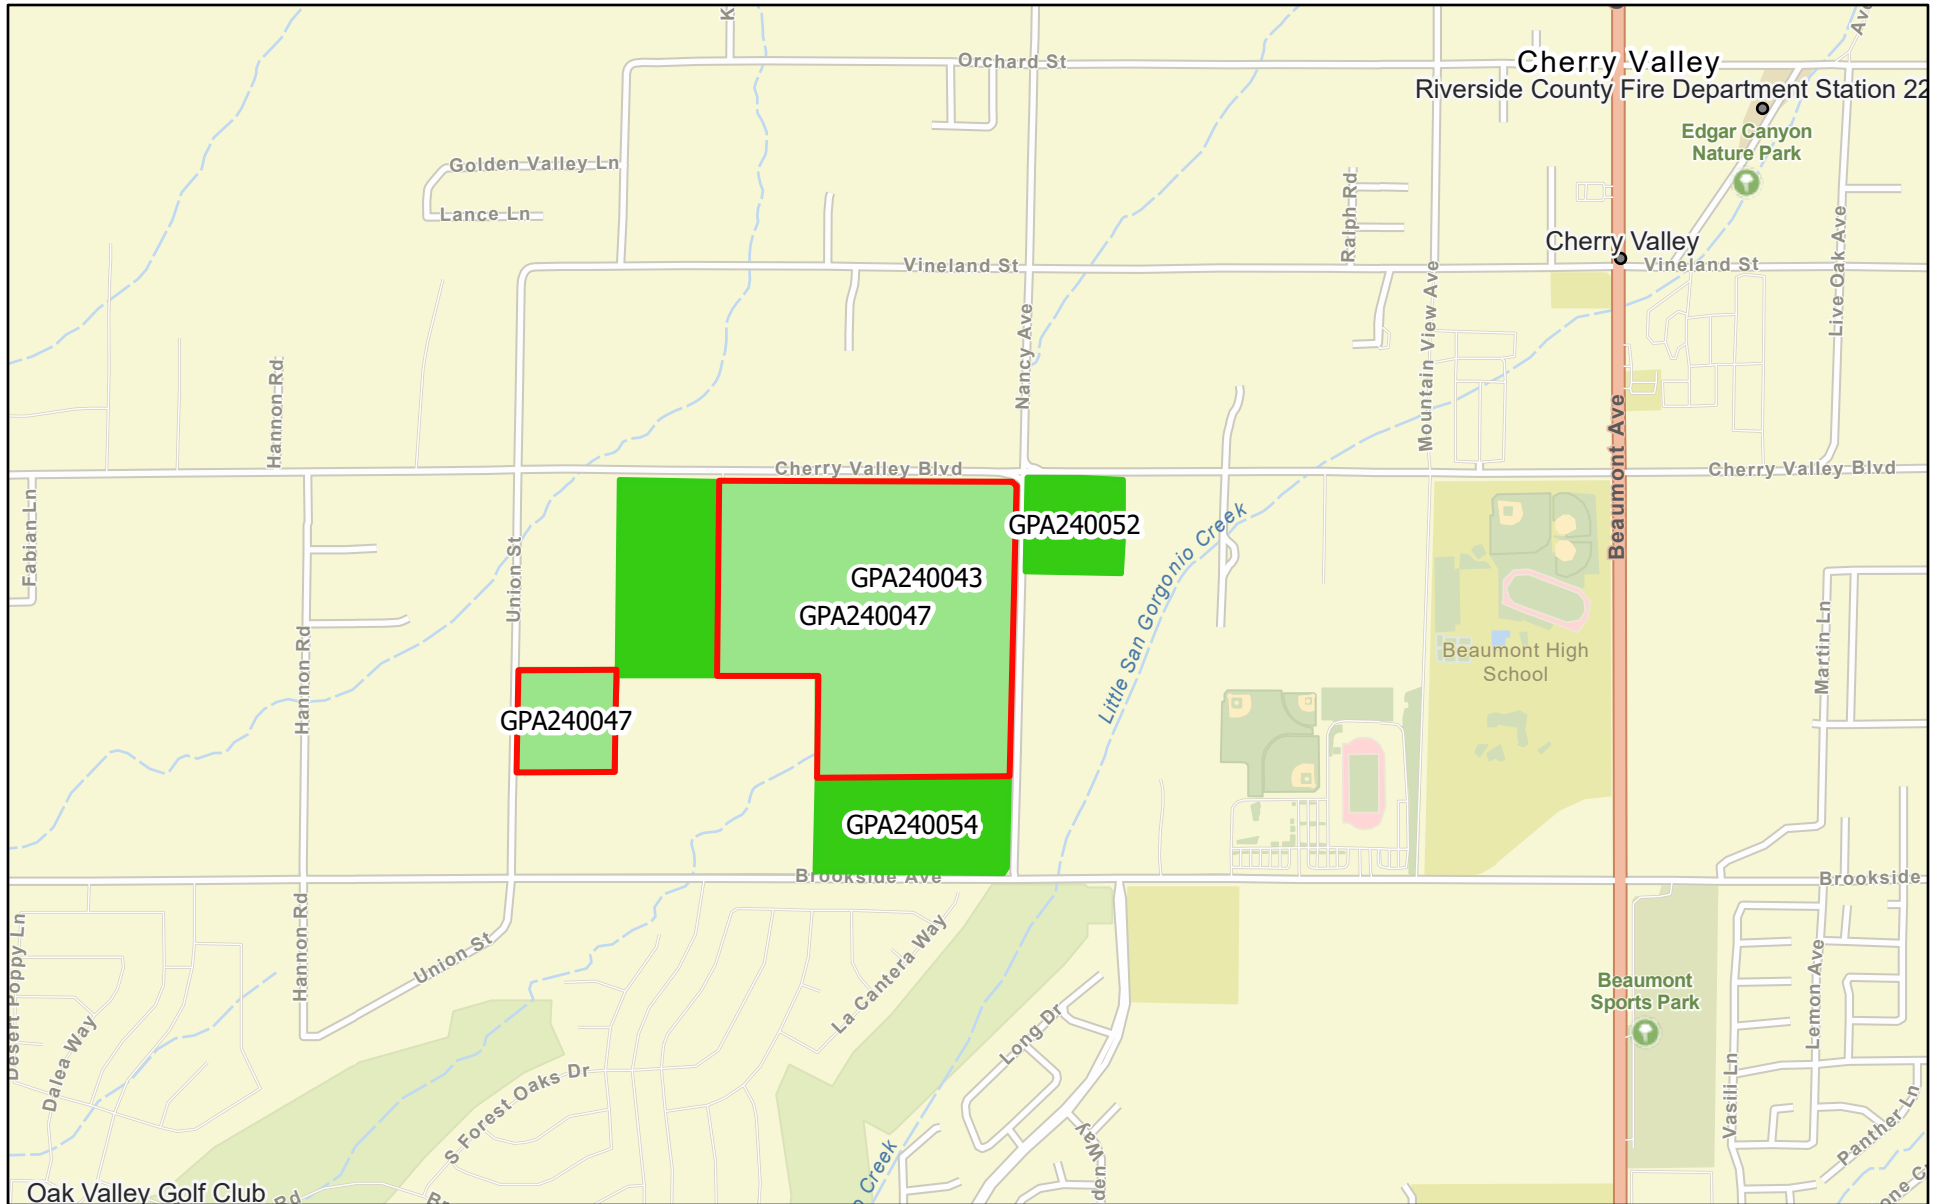 K
Orchard St
Ave
Cherry Valley
Riverside County Fire Department Station 22
Edgar Canyon
Nature Park
Golden Valley Ln
Lance Ln
Ralph Rd
Cherry Valley
Vineland St
Vineland St
Live Oak Ave
Mountain View Ave
Nancy Ave
Hannon Rd
Beaumont Ave
Cherry Valley Blvd
Cherry Valley Blvd
Fabian Ln
Union St
GPA240052
Little San Gorgonio Creek
GPA240043
GPA240047
Beaumont High
School
Martin Ln
Hannon Rd
GPA240047
GPA240054
Brookside Ave
Brookside
Desert Poppy Ln
Hannon Rd
Union St
La Cantera Way
Long Dr
Beaumont
Sports Park
Lemon Ave
Dalea Way
S Forest Oaks Dr
Vasili Ln
Panther Ln
Creek
den Way
Oak Valley Golf Club
Rd